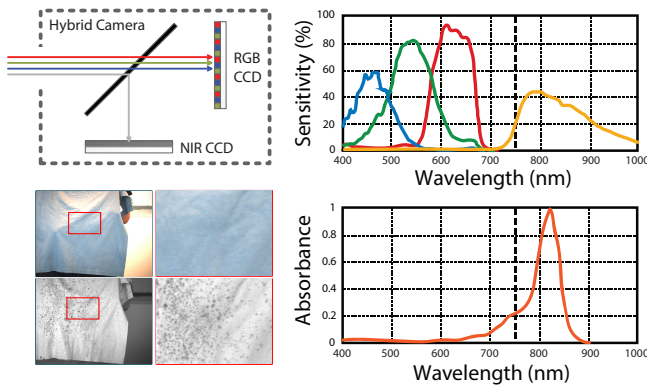 Hybrid Camera
RGB
CCD
NIR CCD
Sensitivity (%)
100
80
60
40
20
0
400 500 600 700 800 900 1000
Wavelength (nm)
Absorbance
1
0.8
0.6
0.4
0.2
0
400 500 600 700 800 900 1000
Wavelength (nm)